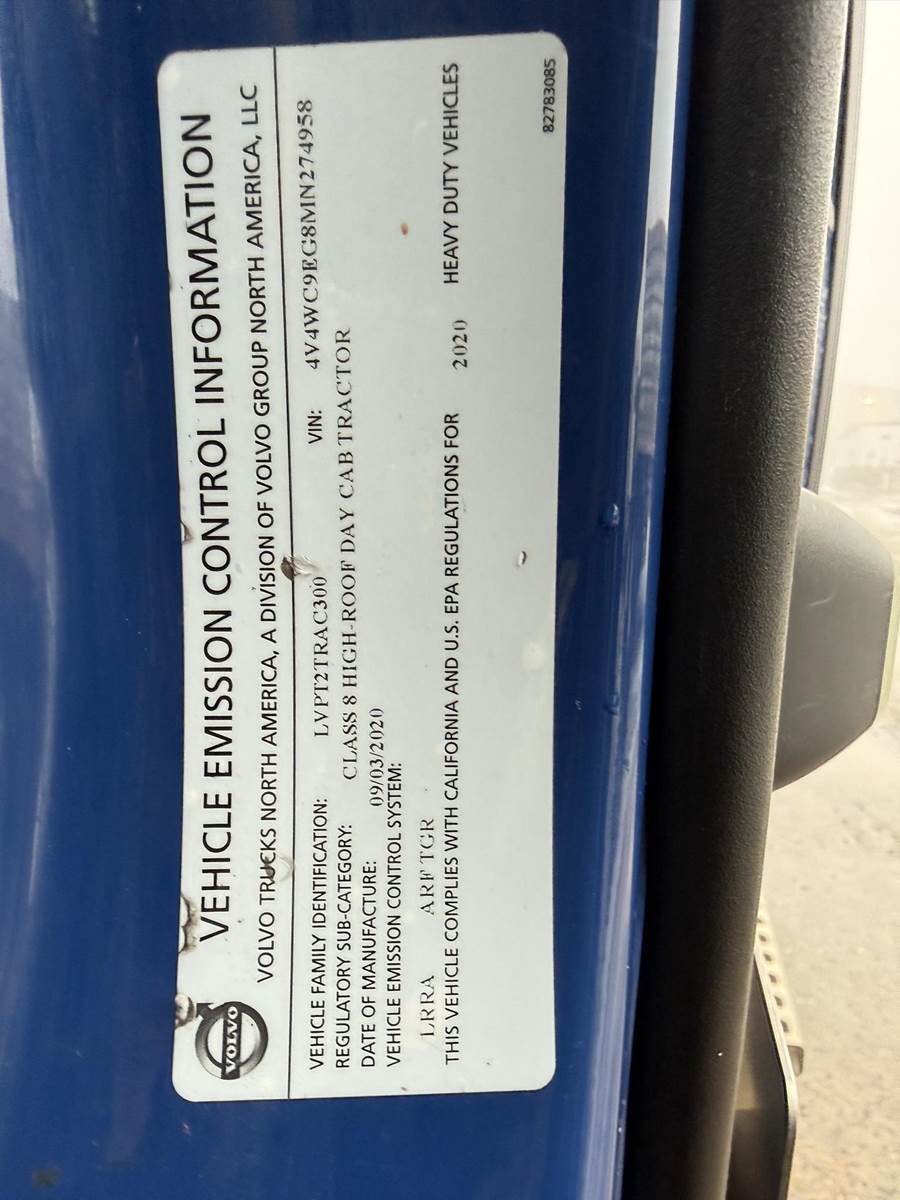 VOLVO
VEHICLE EMISSION CONTROL INFORMATION
VOLVO TRUCKS NORTH AMERICA, A DIVISION OF VOLVO GROUP NORTH AMERICA, LLC
VEHICLE FAMILY IDENTIFICATION: LVPT2TRAC300 VIN: 4V4WC9EG8MN274958
REGULATORY SUB-CATEGORY: CLASS 8 HIGH-ROOF DAY CAB TRACTOR
DATE OF MANUFACTURE: 09/03/2020
VEHICLE EMISSION CONTROL SYSTEM:
LRRA ARF TGR
THIS VEHICLE COMPLIES WITH CALIFORNIA AND U.S. EPA REGULATIONS FOR 2020 HEAVY DUTY VEHICLES
82783085